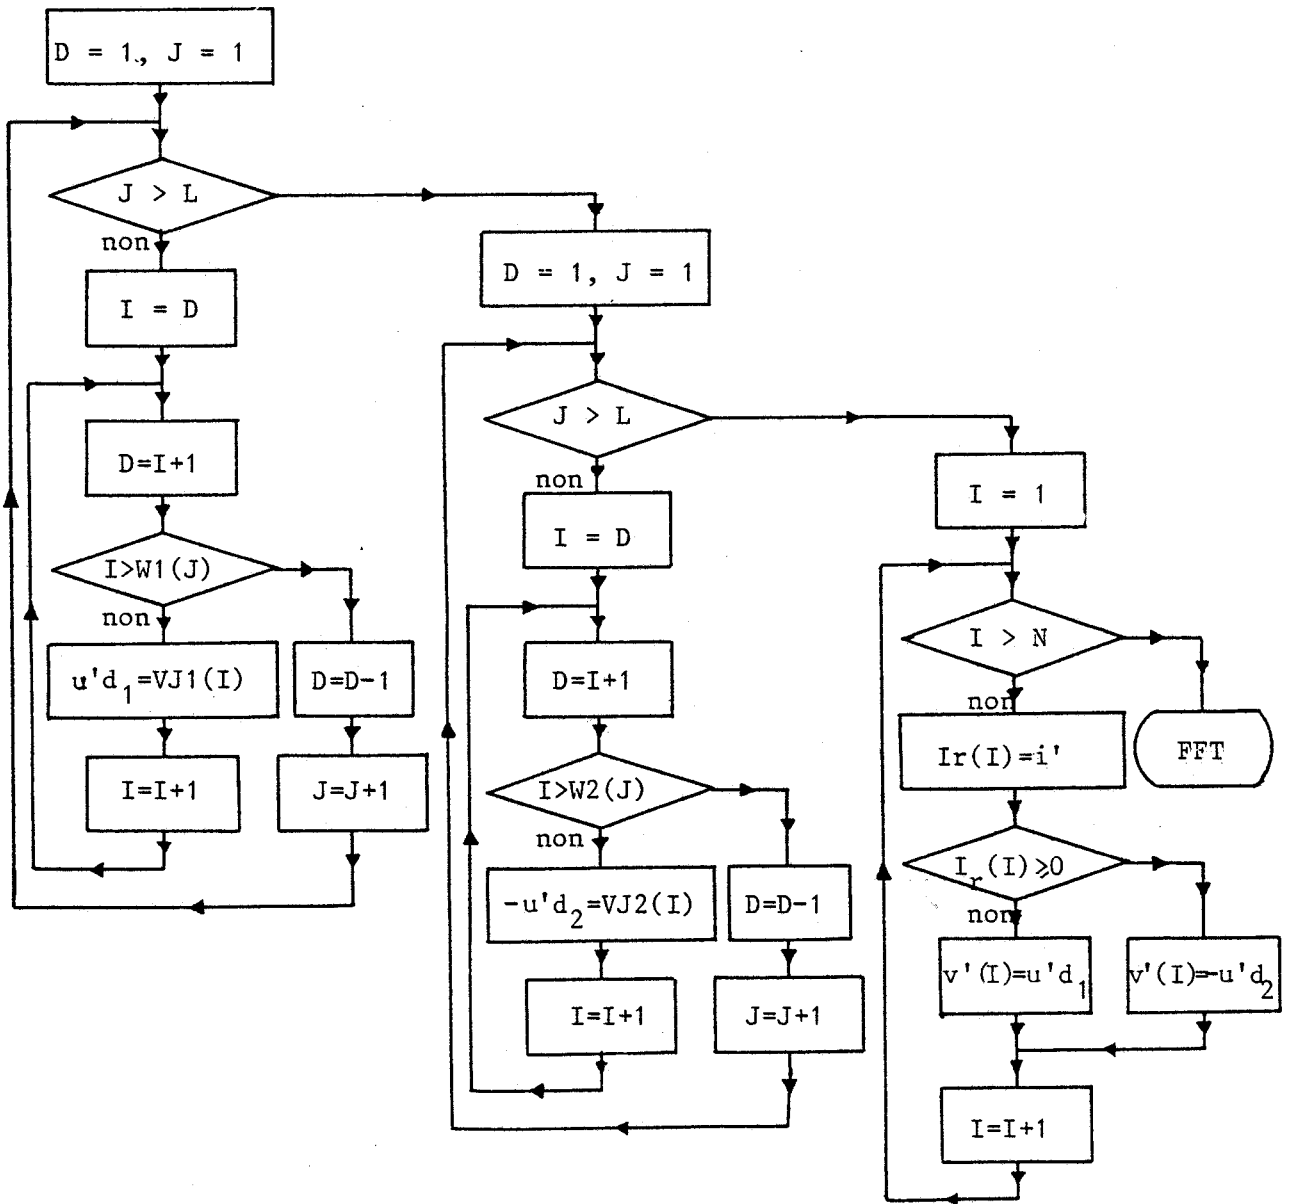 D = 1, J = 1
J > L
non
I = D
D=I+1
I>W1(J)
non
u'd₁=VJ1(I)
D=D-1
I=I+1
J=J+1
D = 1, J = 1
J > L
non
I = D
D=I+1
I>W2(J)
non
-u'd₂=VJ2(I)
D=D-1
I=I+1
J=J+1
I = 1
I > N
non
Ir(I)=i'
FFT
Iᵣ(I)⩾0
non
v'(I)=u'd₁
v'(I)=-u'd₂
I=I+1